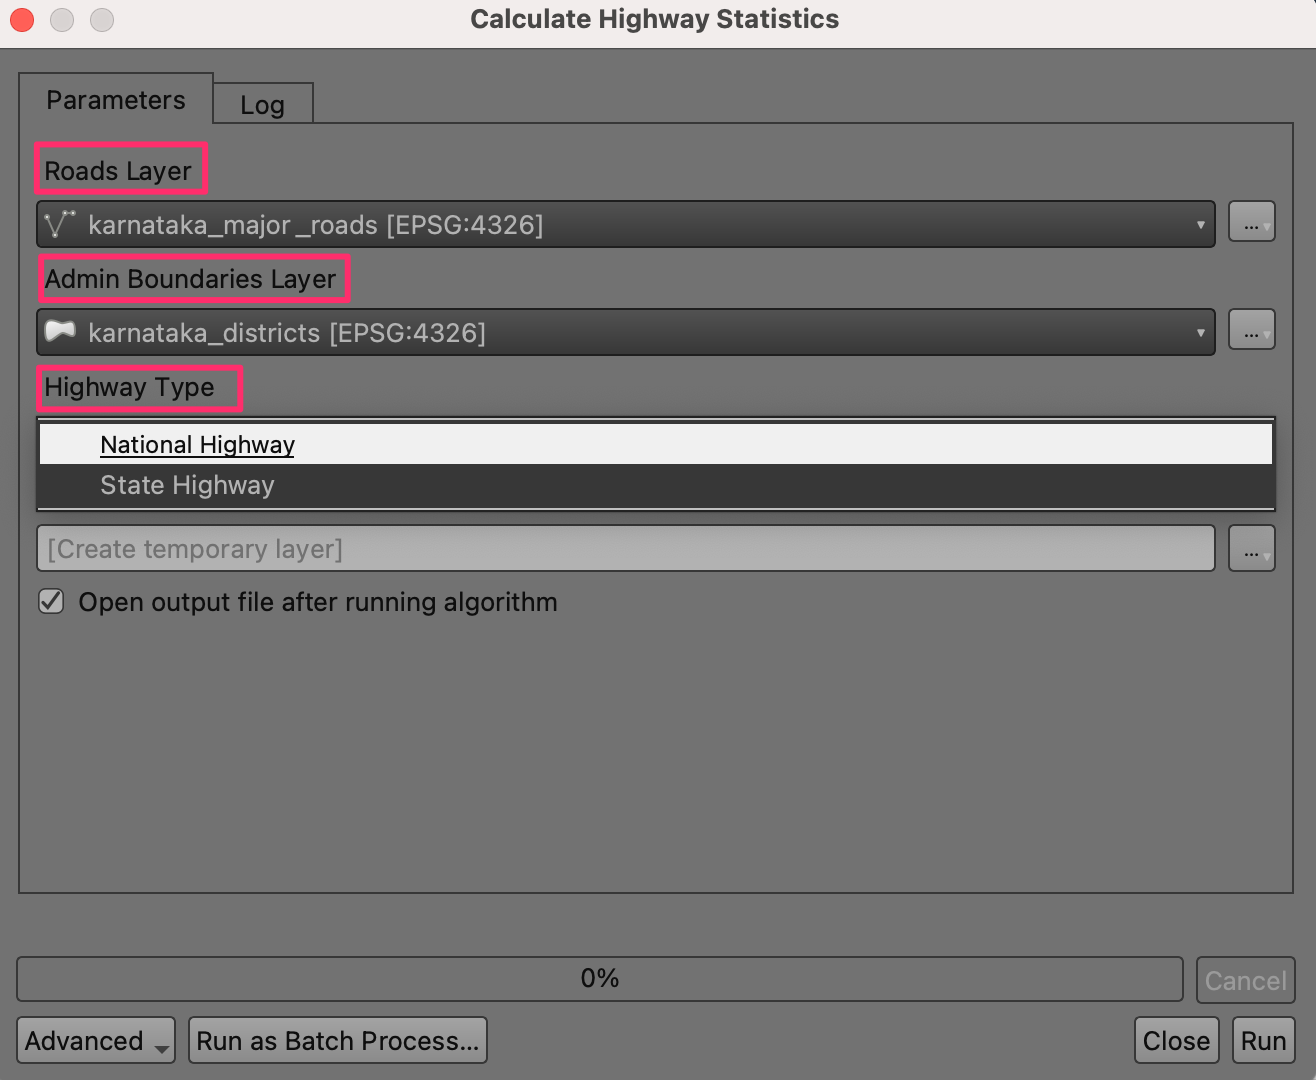 Calculate Highway Statistics
Parameters
Log
Roads Layer
karnataka_major_roads [EPSG:4326]
...
Admin Boundaries Layer
karnataka_districts [EPSG:4326]
...
Highway Type
National Highway
State Highway
[Create temporary layer]
...
Open output file after running algorithm
0%
Cancel
Advanced
Run as Batch Process...
Close
Run